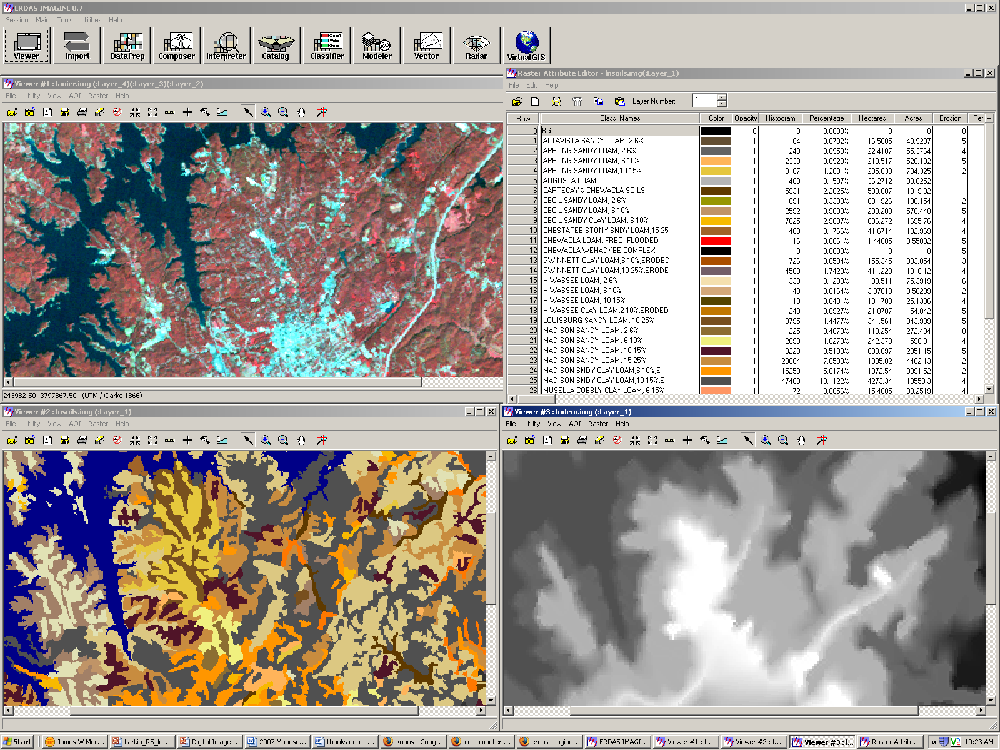 ERDAS IMAGINE 8.7
Session Main Tools Utilities Help
Viewer Import DataPrep Composer Interpreter Catalog Classifier Modeler Vector Radar VirtualGIS
Viewer #1 : lanier.img (:Layer_4)(:Layer_3)(:Layer_2)
File Utility View AOI Raster Help
243982.50, 3797867.50 (UTM / Clarke 1866)
Raster Attribute Editor - lnsoils.img(:Layer_1)
File Edit Help
Layer Number: 1
Row Class Names Color Opacity Histogram Percentage Hectares Acres Erosion Per
0 BG 0 0 0.0000% 0 0 0
1 ALTAVISTA SANDY LOAM, 2-6% 1 184 0.0702% 16.5605 40.9207 5
2 APPLING SANDY LOAM, 2-6% 1 249 0.0950% 22.4107 55.3764 4
3 APPLING SANDY LOAM, 6-10% 1 2339 0.8923% 210.517 520.182 5
4 APPLING SANDY LOAM,10-15% 1 3167 1.2081% 285.039 704.325 2
5 AUGUSTA LOAM 1 403 0.1537% 36.2712 89.6252 1
6 CARTECAY & CHEWACLA SOILS 1 5931 2.2625% 533.807 1319.02 1
7 CECIL SANDY LOAM, 2-6% 1 891 0.3399% 80.1926 198.154 2
8 CECIL SANDY LOAM, 6-10% 1 2592 0.9888% 233.288 576.448 5
9 CECIL SANDY CLAY LOAM, 6-10% 1 7625 2.9087% 686.272 1695.76 4
10 CHESTATEE STONY SNDY LOAM,15-25 1 463 0.1766% 41.6714 102.969 4
11 CHEWACLA LOAM, FREQ. FLOODED 1 16 0.0061% 1.44005 3.55832 5
12 CHEWACLA-WEHADKEE COMPLEX 1 0 0.0000% 0 0 5
13 GWINNETT CLAY LOAM,6-10%,ERODED 1 1726 0.6584% 155.345 383.854 3
14 GWINNETT CLAY LOAM,10-25%,ERODE 1 4569 1.7429% 411.223 1016.12 4
15 HIWASSEE LOAM, 2-6% 1 339 0.1293% 30.511 75.3919 6
16 HIWASSEE LOAM, 6-10% 1 43 0.0164% 3.87013 9.56299 2
17 HIWASSEE LOAM, 10-15% 1 113 0.0431% 10.1703 25.1306 4
18 HIWASSEE CLAY LOAM,2-10%,ERODED 1 243 0.0927% 21.8707 54.042 5
19 LOUISBURG SANDY LOAM, 10-25% 1 3795 1.4477% 341.561 843.989 5
20 MADISON SANDY LOAM, 2-6% 1 1225 0.4673% 110.254 272.434 0
21 MADISON SANDY LOAM, 6-10% 1 2693 1.0273% 242.378 598.91 4
22 MADISON SANDY LOAM, 10-15% 1 9223 3.5183% 830.097 2051.15 5
23 MADISON SANDY LOAM, 15-25% 1 20064 7.6538% 1805.82 4462.13 2
24 MADISON SNDY CLAY LOAM,6-10%,E 1 15250 5.8174% 1372.54 3391.52 2
25 MADISON SNDY CLAY LOAM,10-15%,E 1 47480 18.1122% 4273.34 10559.3 4
26 MUSELLA COBBLY CLAY LOAM, 6-15% 1 172 0.0656% 15.4805 38.2519 4
Viewer #2 : lnsoils.img (:Layer_1)
File Utility View AOI Raster Help
Viewer #3 : lndem.img (:Layer_1)
File Utility View AOI Raster Help
Start James W Mer... Larkin_RS_le... Digital Image ... 2007 Manusc... thanks note -... ikonos - Goog... lcd computer ... erdas imagine... ERDAS IMAGI... Viewer #1 : l... Viewer #2 : l... Viewer #3 : l... Raster Attrib... « 10:23 AM